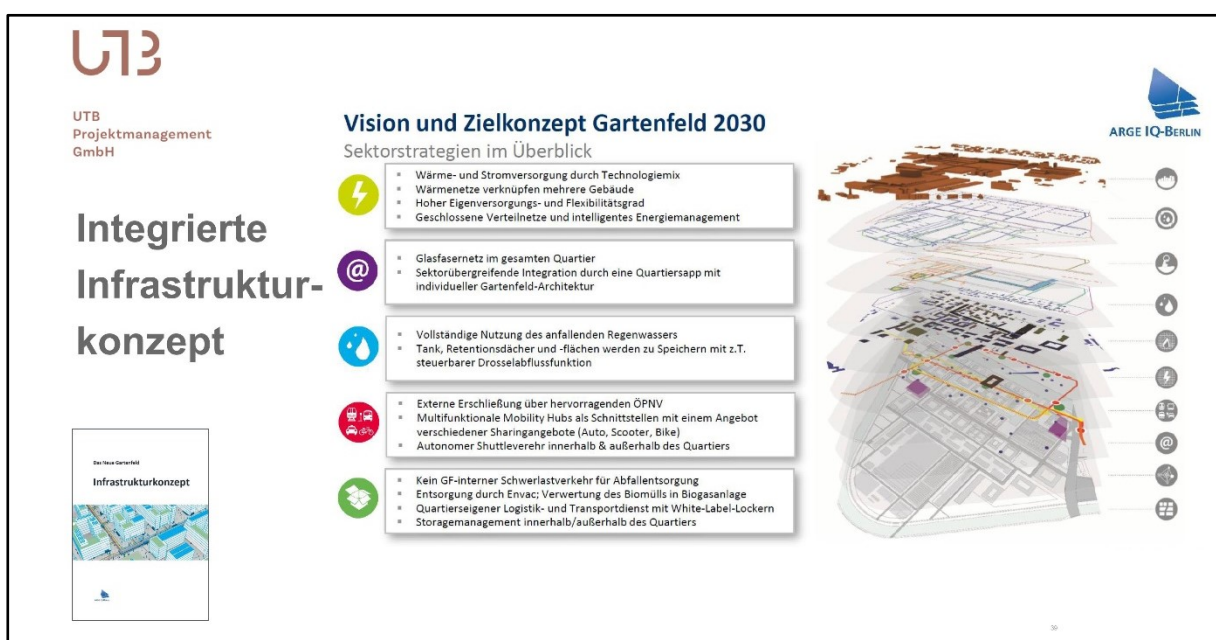 UTB
UTB
Projektmanagement
GmbH
Integrierte
Infrastruktur-
konzept
Das Neue Gartenfeld
Infrastrukturkonzept
Vision und Zielkonzept Gartenfeld 2030
Sektorstrategien im Überblick
Wärme- und Stromversorgung durch Technologiemix
Wärmenetze verknüpfen mehrere Gebäude
Hoher Eigenversorgungs- und Flexibilitätsgrad
Geschlossene Verteilnetze und intelligentes Energiemanagement
@
Glasfasernetz im gesamten Quartier
Sektorübergreifende Integration durch eine Quartiersapp mit
individueller Gartenfeld-Architektur
Vollständige Nutzung des anfallenden Regenwassers
Tank, Retentionsdächer und -flächen werden zu Speichern mit z.T.
steuerbarer Drosselabflussfunktion
Externe Erschließung über hervorragenden ÖPNV
Multifunktionale Mobility Hubs als Schnittstellen mit einem Angebot
verschiedener Sharingangebote (Auto, Scooter, Bike)
Autonomer Shuttleverehr innerhalb & außerhalb des Quartiers
Kein GF-interner Schwerlastverkehr für Abfallentsorgung
Entsorgung durch Envac; Verwertung des Biomülls in Biogasanlage
Quartierseigener Logistik- und Transportdienst mit White-Label-Lockern
Storagemanagement innerhalb/außerhalb des Quartiers
ARGE IQ-BERLIN
@